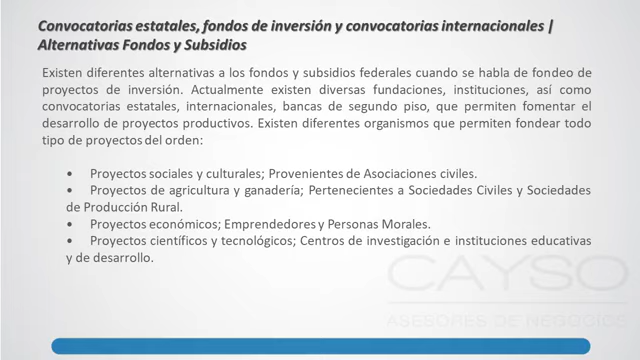 Convocatorias estatales, fondos de inversión y convocatorias internacionales |
Alternativas Fondos y Subsidios
Existen diferentes alternativas a los fondos y subsidios federales cuando se habla de fondeo de
proyectos de inversión. Actualmente existen diversas fundaciones, instituciones, así como
convocatorias estatales, internacionales, bancas de segundo piso, que permiten fomentar el
desarrollo de proyectos productivos. Existen diferentes organismos que permiten fondear todo
tipo de proyectos del orden:
• Proyectos sociales y culturales; Provenientes de Asociaciones civiles.
• Proyectos de agricultura y ganadería; Pertenecientes a Sociedades Civiles y Sociedades
de Producción Rural.
• Proyectos económicos; Emprendedores y Personas Morales.
• Proyectos científicos y tecnológicos; Centros de investigación e instituciones educativas
y de desarrollo.
CAYSO
ASESORES DE NEGOCIOS